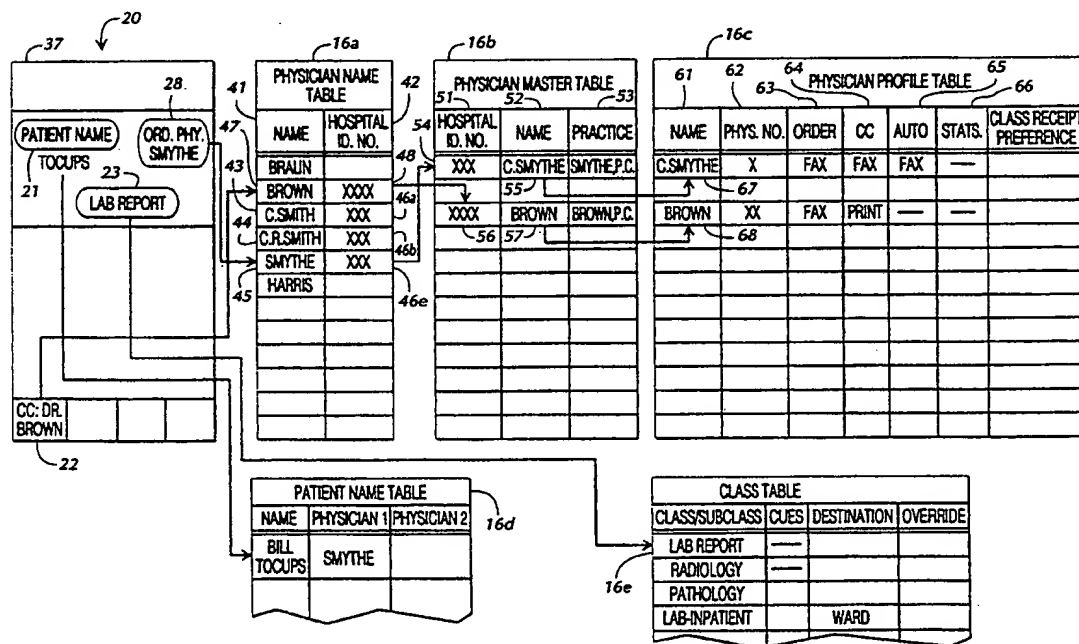 20
37
28.
PATIENT NAME
ORD. PHY.
SMYTHE
TOCUPS
21
23
LAB REPORT
CC: DR.
BROWN
22
16a
PHYSICIAN NAME
TABLE
41
42
NAME
HOSPITAL
ID. NO.
47
43
44
45
48
46a
46b
46e
BRAUN
BROWN XXXX
C.SMITH XXX
C.R.SMITH XXX
SMYTHE XXX
HARRIS
16b
PHYSICIAN MASTER TABLE
51
52
53
54
HOSPITAL
ID. NO.
NAME
PRACTICE
XXX C.SMYTHE SMYTHE,P.C.
55
XXXX BROWN BROWN,P.C.
56
57
16c
64
PHYSICIAN PROFILE TABLE
65
61
62
63
66
NAME PHYS. NO. ORDER CC AUTO STATS. CLASS RECEIPT
PREFERENCE
C.SMYTHE X FAX FAX FAX —
67
BROWN XX FAX PRINT — —
68
PATIENT NAME TABLE
16d
NAME PHYSICIAN 1 PHYSICIAN 2
BILL
TOCUPS
SMYTHE
CLASS TABLE
CLASS/SUBCLASS CUES DESTINATION OVERRIDE
16e
LAB REPORT —
RADIOLOGY —
PATHOLOGY
LAB-INPATIENT WARD